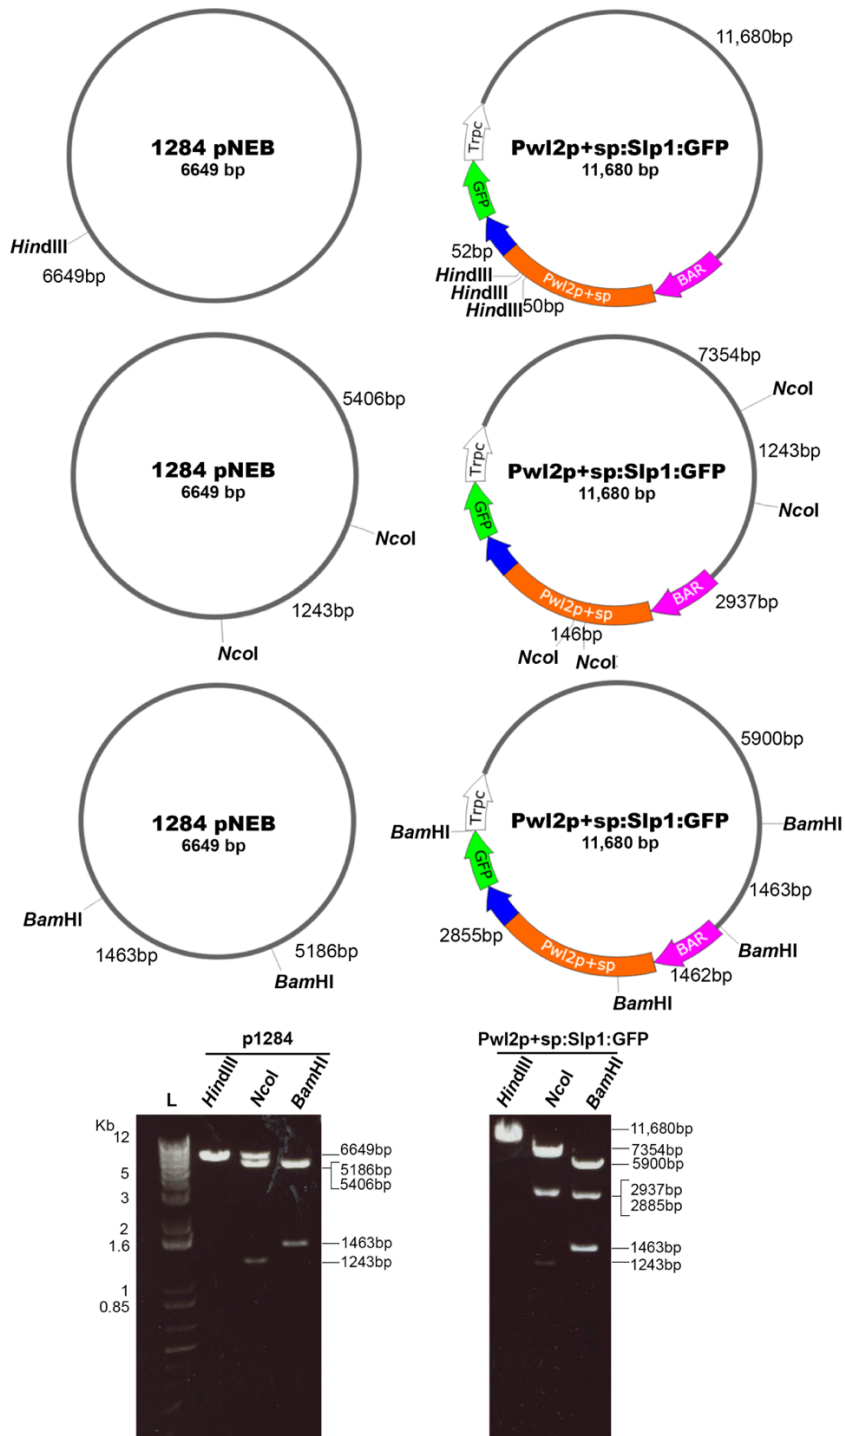 11,680bp
1284 pNEB
6649 bp
HindIII
6649bp
Pwl2p+sp:Slp1:GFP
11,680 bp
Trpc
GFP
52bp
HindIII
HindIII
HindIII
50bp
Pwl2p+sp
BAR
5406bp
1284 pNEB
6649 bp
NcoI
1243bp
NcoI
7354bp
NcoI
Pwl2p+sp:Slp1:GFP
11,680 bp
1243bp
NcoI
Trpc
GFP
Pwl2p+sp
BAR
2937bp
146bp
NcoI
NcoI
1284 pNEB
6649 bp
BamHI
1463bp
5186bp
BamHI
5900bp
Pwl2p+sp:Slp1:GFP
11,680 bp
BamHI
BamHI
Trpc
GFP
1463bp
2855bp
Pwl2p+sp
BAR
BamHI
1462bp
BamHI
p1284
L
HindIII
NcoI
BamHI
Kb
12
5
3
2
1.6
1
0.85
6649bp
5186bp
5406bp
1463bp
1243bp
Pwl2p+sp:Slp1:GFP
HindIII
NcoI
BamHI
11,680bp
7354bp
5900bp
2937bp
2885bp
1463bp
1243bp